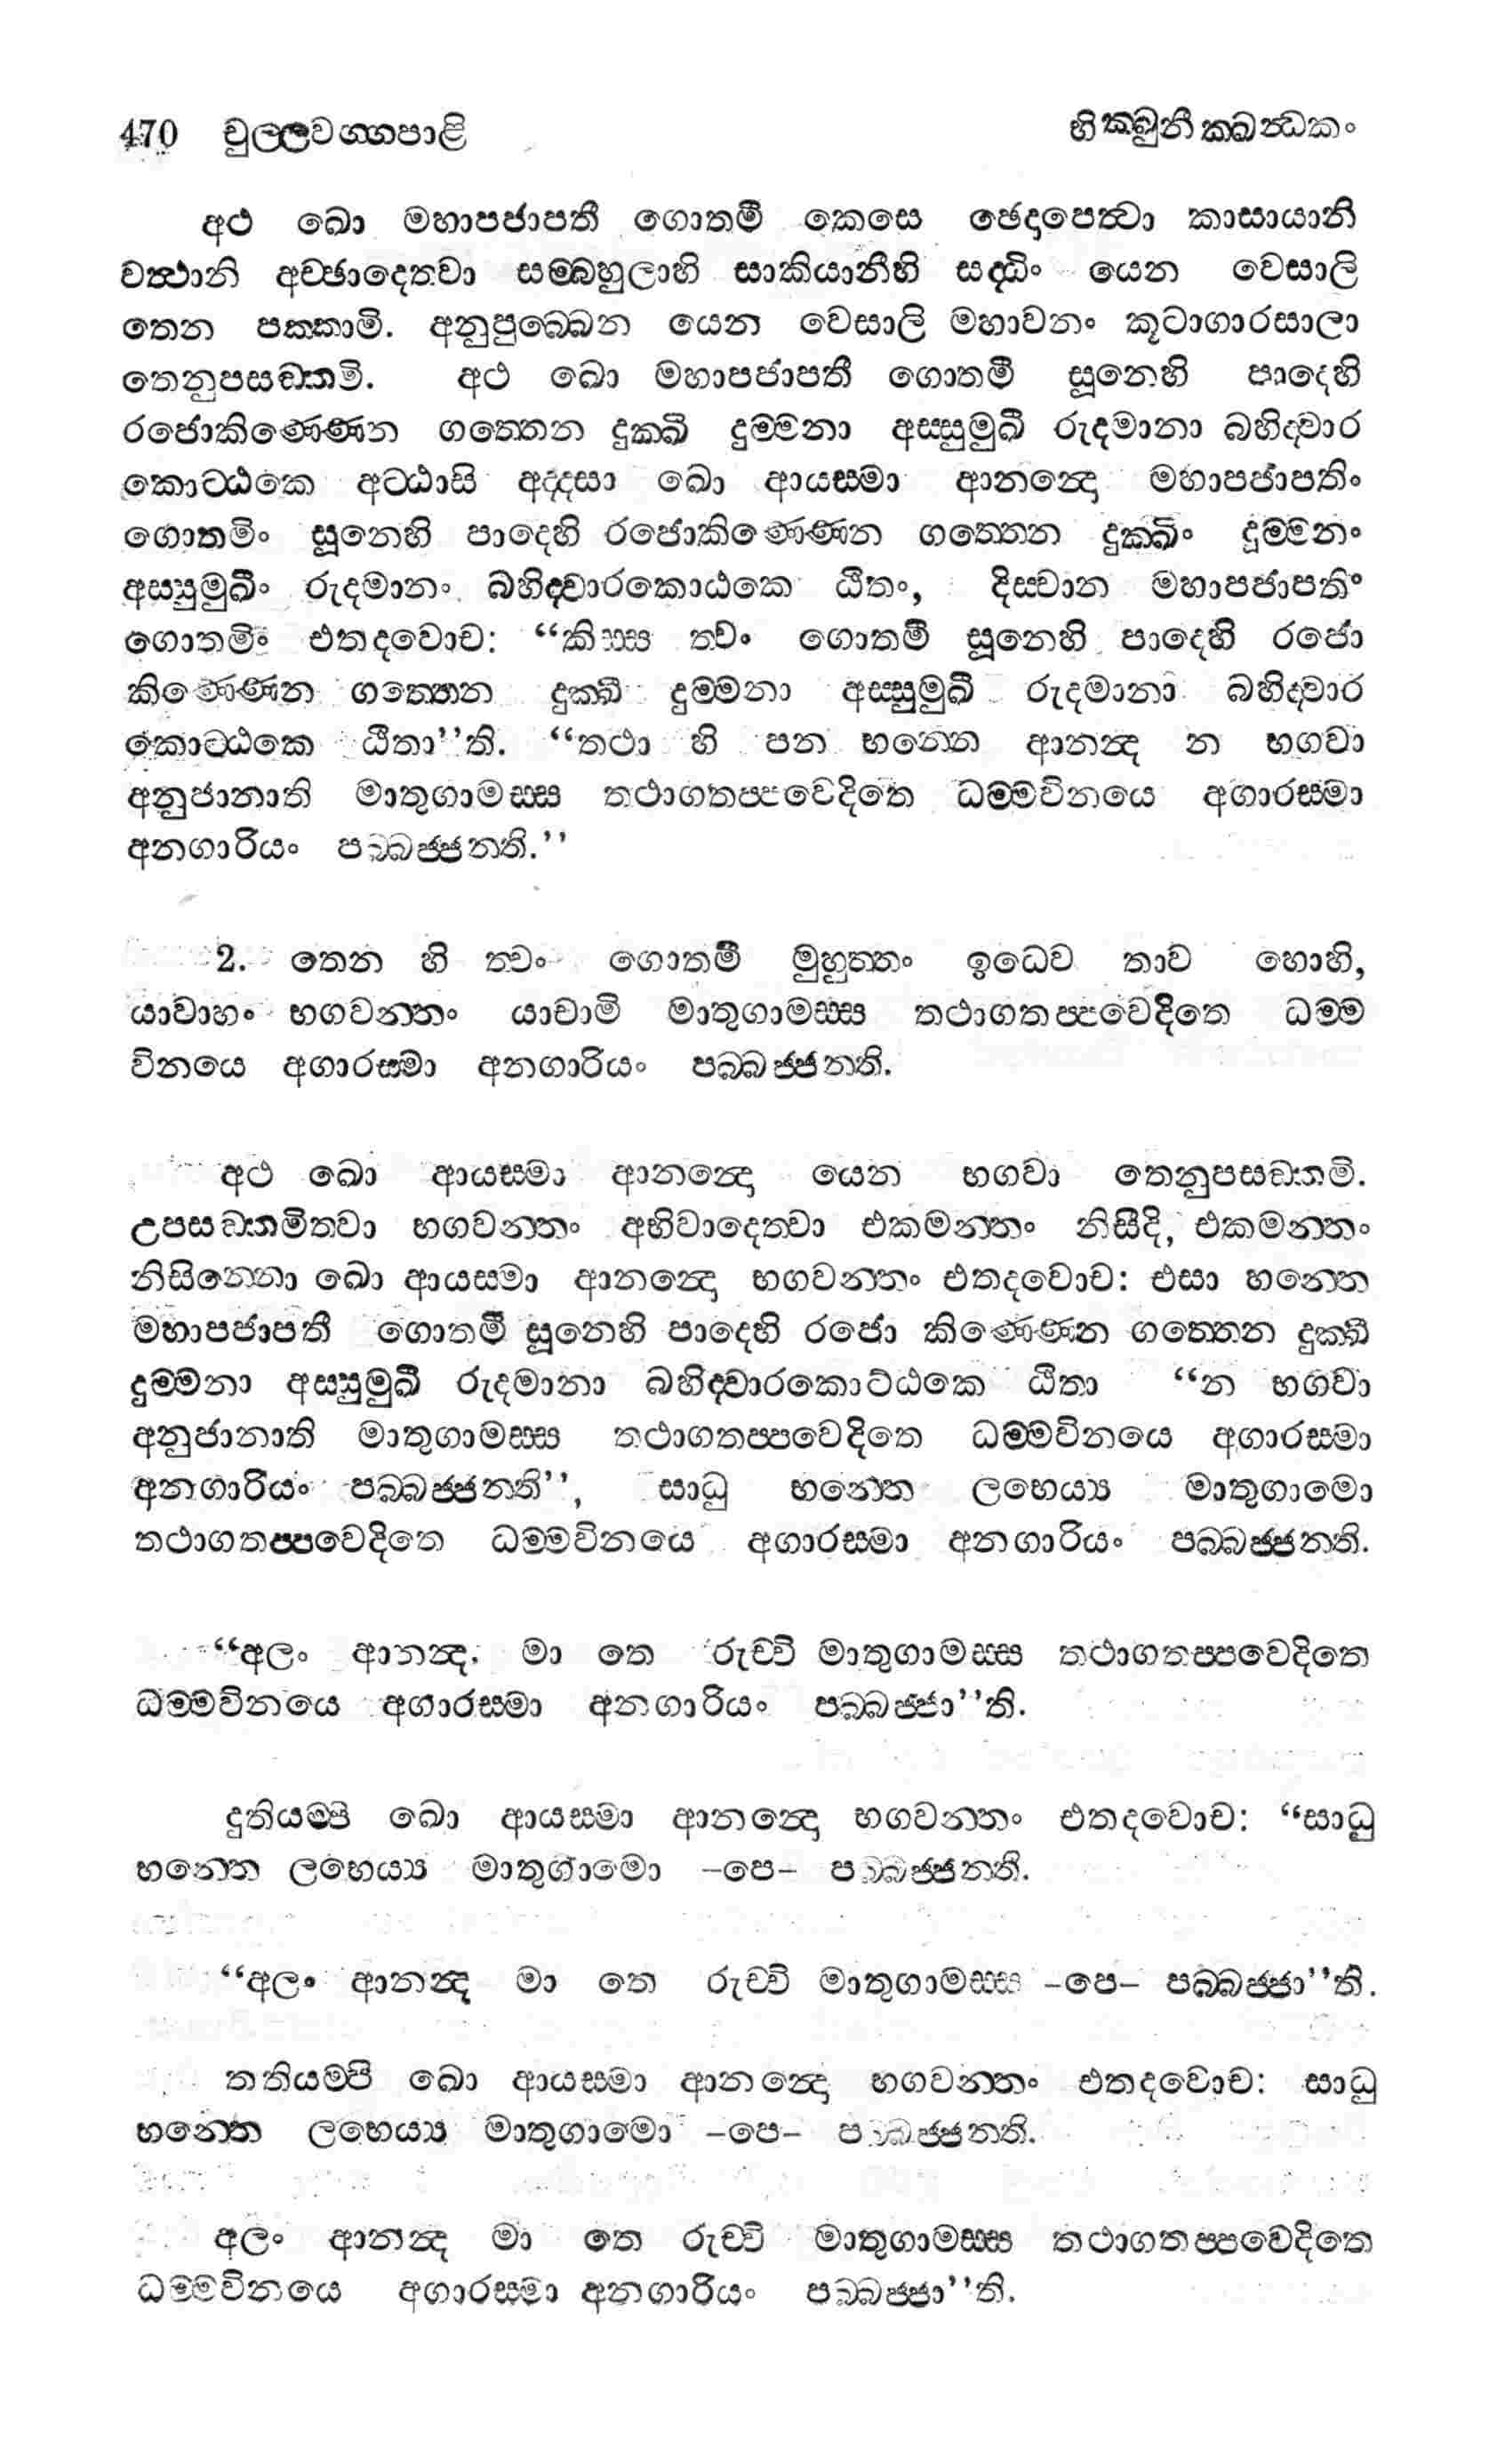 470 චුල්ලවග්ගපාළි භික්ඛුනීක්ඛන්ධකං
අථ ඛො මහාපජාපතී ගොතමී කෙසෙ ඡෙදාපෙත්වා කාසායානි
වත්ථානි අච්ඡාදෙත්වා සම්බහුලාහි සාකියානීහි සද්ධිං යෙන වෙසාලි
තෙන පක්කාමි. අනුපුබ්බෙන යෙන වෙසාලි මහාවනං කූටාගාරසාලා
තෙනුපසඞ්කමි. අථ ඛො මහාපජාපතී ගොතමී සූනෙහි පාදෙහි
රජොකිණ්ණෙන ගත්තෙන දුක්ඛී දුම්මනා අස්සුමුඛී රුදමානා බහිද්වාර
කොට්ඨකෙ අට්ඨාසි අද්දසා ඛො ආයස්මා ආනන්දො මහාපජාපතිං
ගොතමිං සූනෙහි පාදෙහි රජොකිණ්ණෙන ගත්තෙන දුක්ඛිං දූම්මනං
අස්සුමුඛීං රුදමානං බහිද්වාරකොඨකෙ ඨිතං, දිස්වාන මහාපජාපතිං
ගොතමිං එතදවොච: “කිස්ස ත්වං ගොතමී සූනෙහි පාදෙහි රජො
කිණ්ණෙන ගත්තෙන දුක්ඛී දුම්මනා අස්සුමුඛී රුදමානා බහිද්වාර
කොට්ඨකෙ ඨිතා’’ති. “තථා හි පන භන්තෙ ආනන්ද න භගවා
අනුජානාති මාතුගාමස්ස තථාගතප්පවෙදිතෙ ධම්මවිනයෙ අගාරස්මා
අනගාරියං පබ්බජ්ජන්ති.’’
2. තෙන හි ත්වං ගොතමී මුහුත්තං ඉධෙව තාව හොහි,
යාවාහං භගවන්තං යාචාමි මාතුගාමස්ස තථාගතප්පවෙදිතෙ ධම්ම
විනයෙ අගාරස්මා අනගාරියං පබ්බජ්ජන්ති.
අථ ඛො ආයස්මා ආනන්දො යෙන භගවා තෙනුපසඞ්කමි.
උපසඞ්කමිත්වා භගවන්තං අභිවාදෙත්වා එකමන්තං නිසීදි, එකමන්තං
නිසින්නො ඛො ආයස්මා ආනන්දො භගවන්තං එතදවොච: එසා භන්තෙ
මහාපජාපතී ගොතමී සූනෙහි පාදෙහි රජො කිණ්ණෙන ගත්තෙන දුක්ඛී
දුම්මනා අස්සුමුඛී රුදමානා බහිද්වාරකොට්ඨකෙ ඨිතා “න භගවා
අනුජානාති මාතුගාමස්ස තථාගතප්පවෙදිතෙ ධම්මවිනයෙ අගාරස්මා
අනගාරියං පබ්බජ්ජන්ති’’, සාධු භන්තෙ ලභෙය්‍ය මාතුගාමො
තථාගතප්පවෙදිතෙ ධම්මවිනයෙ අගාරස්මා අනගාරියං පබ්බජ්ජන්ති.
“අලං ආනන්ද, මා තෙ රුච්චි මාතුගාමස්ස තථාගතප්පවෙදිතෙ
ධම්මවිනයෙ අගාරස්මා අනගාරියං පබ්බජ්ජා’’ති.
දුතියම්පි ඛො ආයස්මා ආනන්දො භගවන්තං එතදවොච: “සාධු
භන්තෙ ලභෙය්‍ය මාතුගාමො –පෙ– පබ්බජ්ජන්ති.
“අලං ආනන්ද මා තෙ රුච්චි මාතුගාමස්ස –පෙ– පබ්බජ්ජා’’ති.
තතියම්පි ඛො ආයස්මා ආනන්දො භගවන්තං එතදවොච: සාධු
භන්තෙ ලභෙය්‍ය මාතුගාමො –පෙ– පබ්බජ්ජන්ති.
අලං ආනන්ද මා තෙ රුච්චි මාතුගාමස්ස තථාගතප්පවෙදිතෙ
ධම්මවිනයෙ අගාරස්මා අනගාරියං පබ්බජ්ජා’’ති.